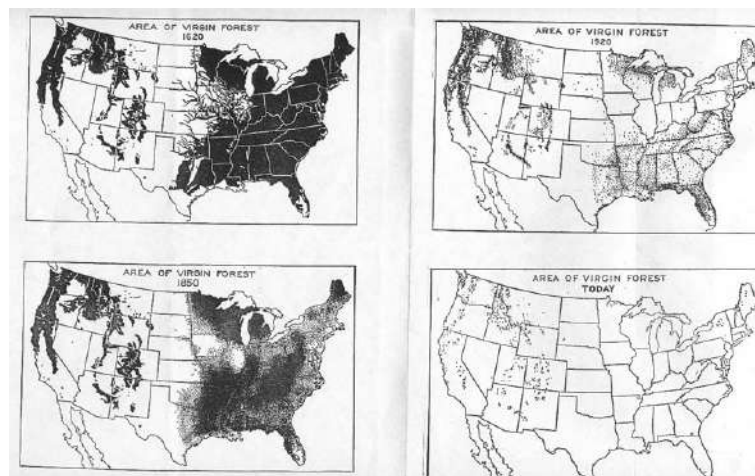 AREA OF VIRGIN FOREST
1620
AREA OF VIRGIN FOREST
1920
AREA OF VIRGIN FOREST
1850
AREA OF VIRGIN FOREST
TODAY